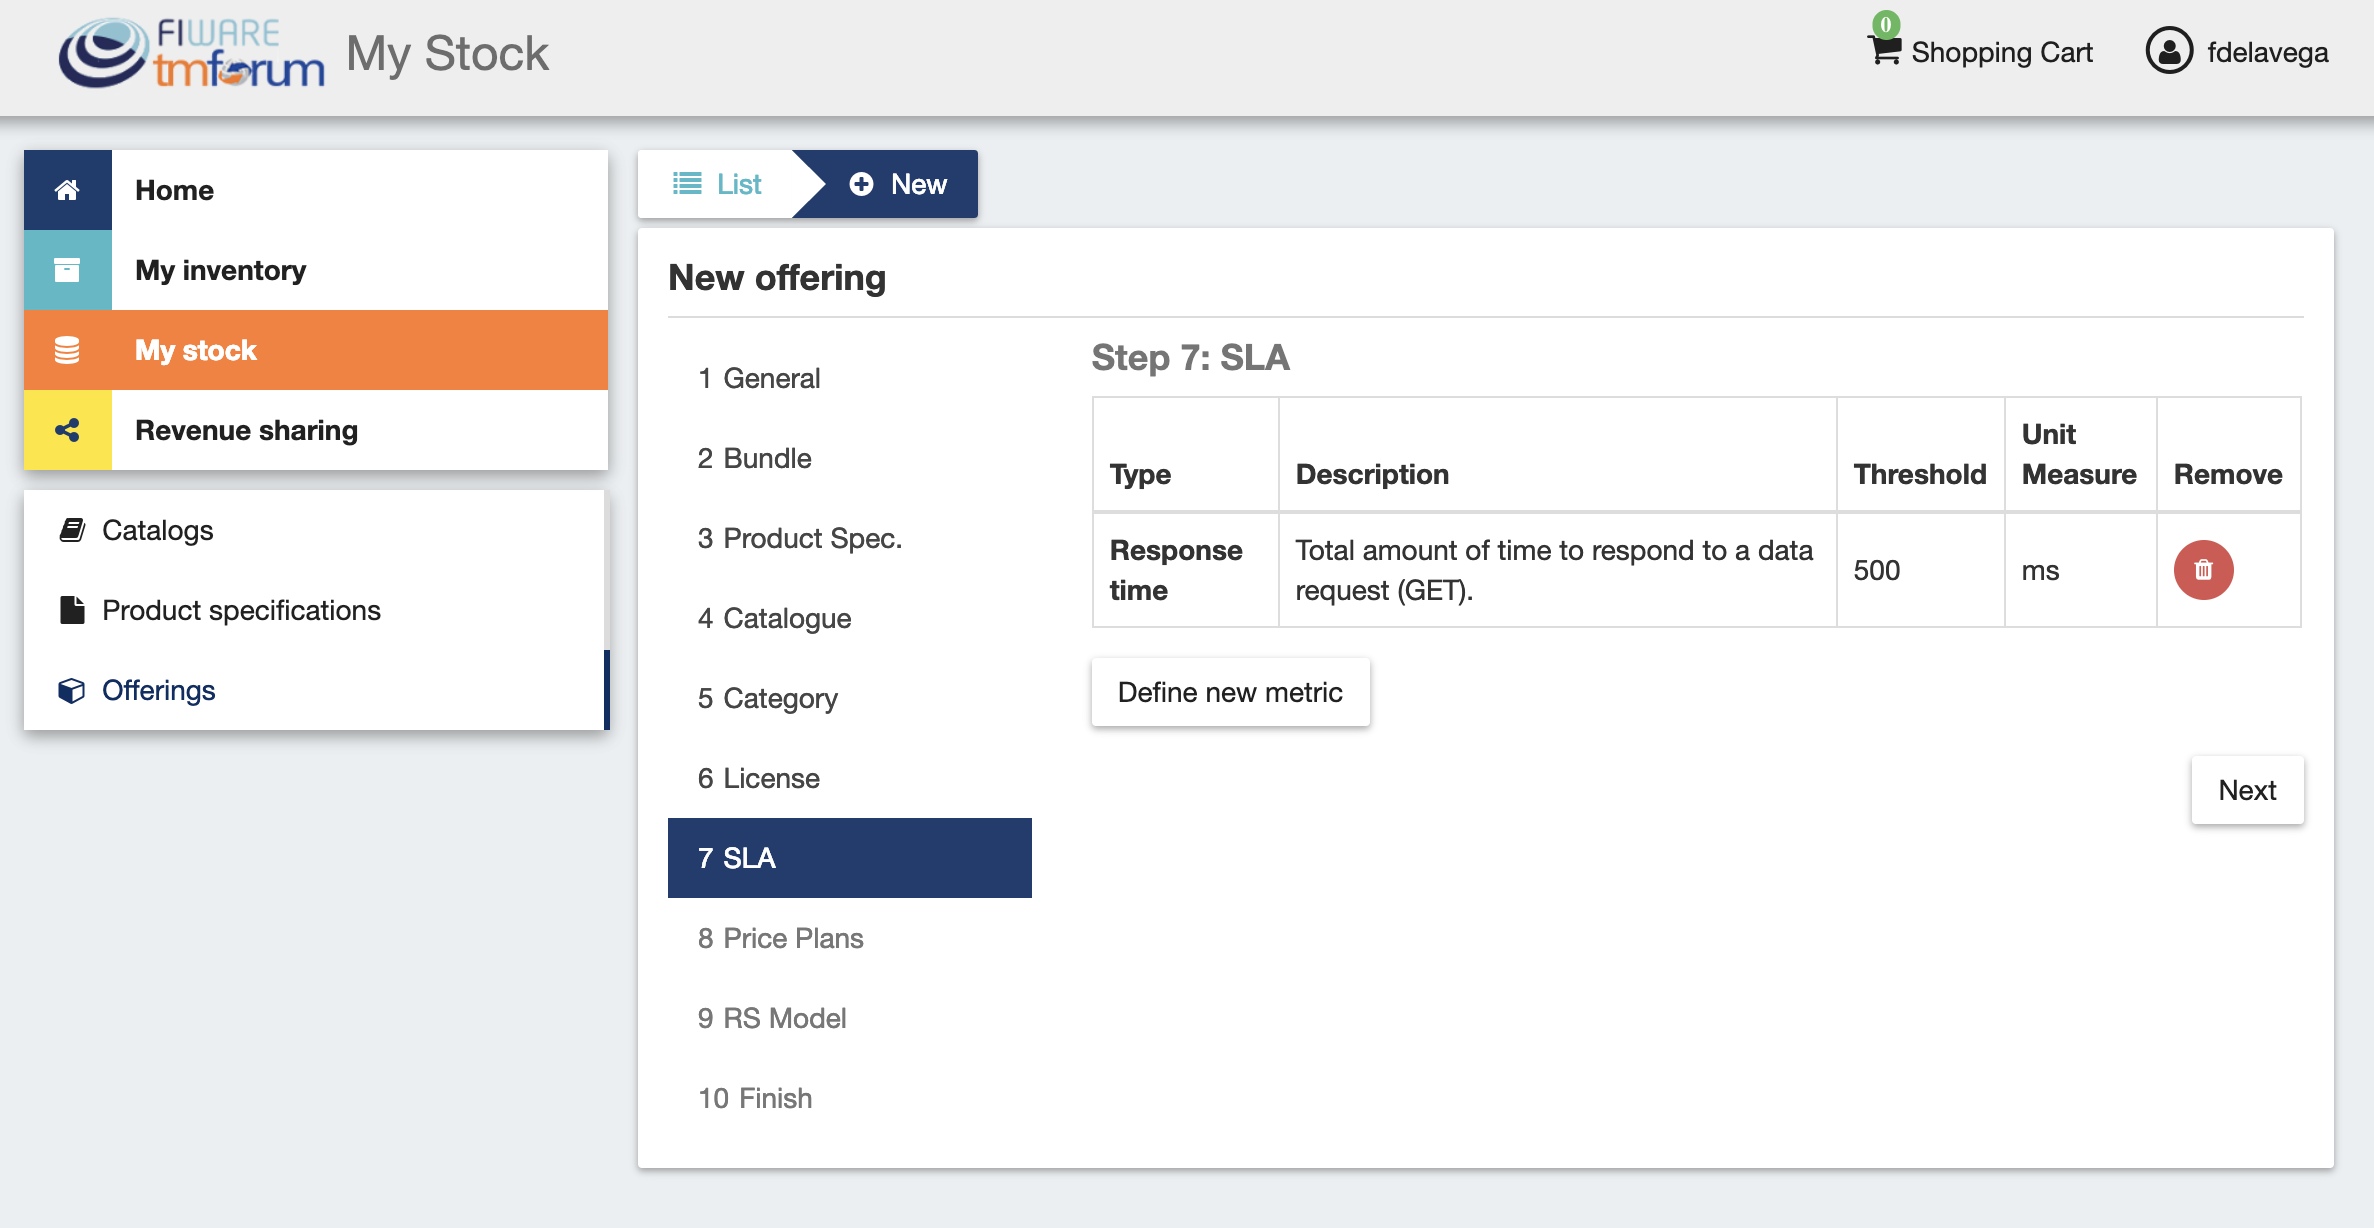 FIWARE
tmforum
My Stock
0
Shopping Cart
fdelavega
Home
My inventory
My stock
Revenue sharing
Catalogs
Product specifications
Offerings
List
New
New offering
1 General
2 Bundle
3 Product Spec.
4 Catalogue
5 Category
6 License
7 SLA
8 Price Plans
9 RS Model
10 Finish
Step 7: SLA
Type
Description
Threshold
Unit
Measure
Remove
Response
time
Total amount of time to respond to a data
request (GET).
500
ms
Define new metric
Next